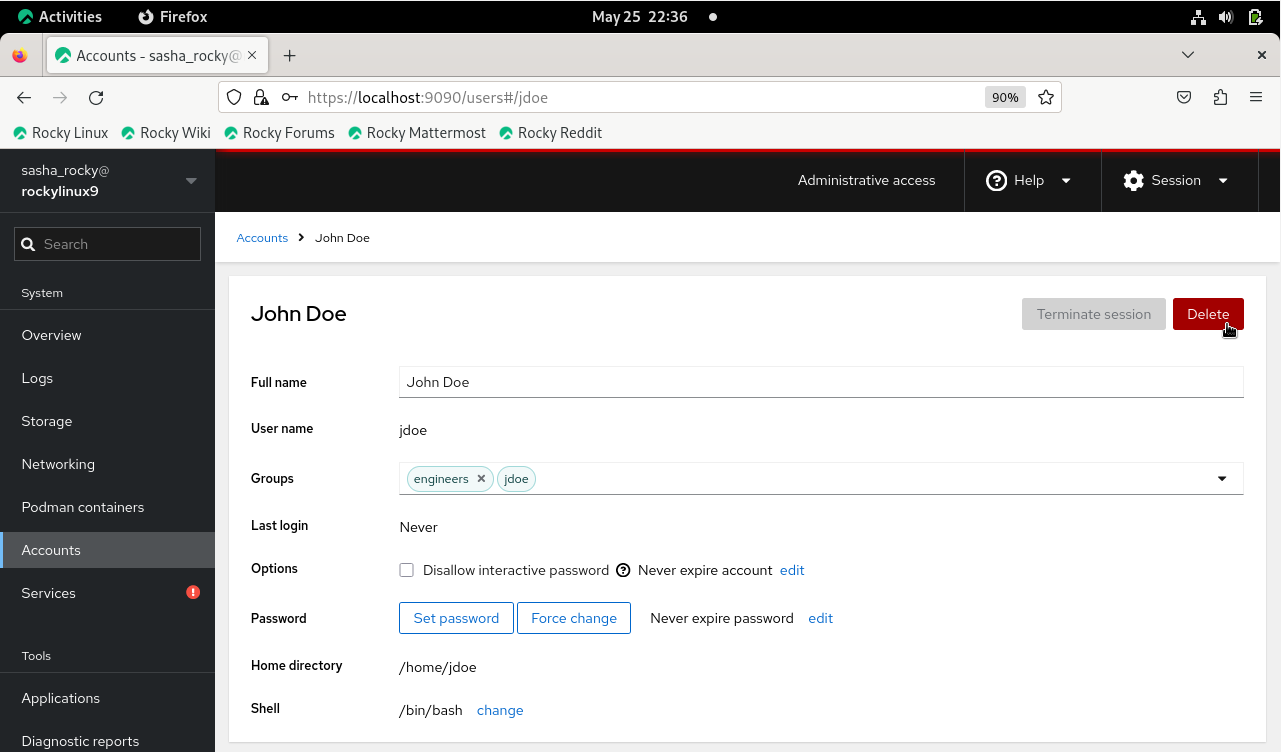 Activities Firefox May 25 22:36
Accounts - sasha_rocky@
https://localhost:9090/users#/jdoe 90%
Rocky Linux Rocky Wiki Rocky Forums Rocky Mattermost Rocky Reddit
sasha_rocky@
rockylinux9
Administrative access Help Session
Search
Accounts John Doe
System
Overview
Logs
Storage
Networking
Podman containers
Accounts
Services
Tools
Applications
Diagnostic reports
John Doe Terminate session Delete
Full name John Doe
User name jdoe
Groups engineers jdoe
Last login Never
Options Disallow interactive password Never expire account edit
Password Set password Force change Never expire password edit
Home directory /home/jdoe
Shell /bin/bash change